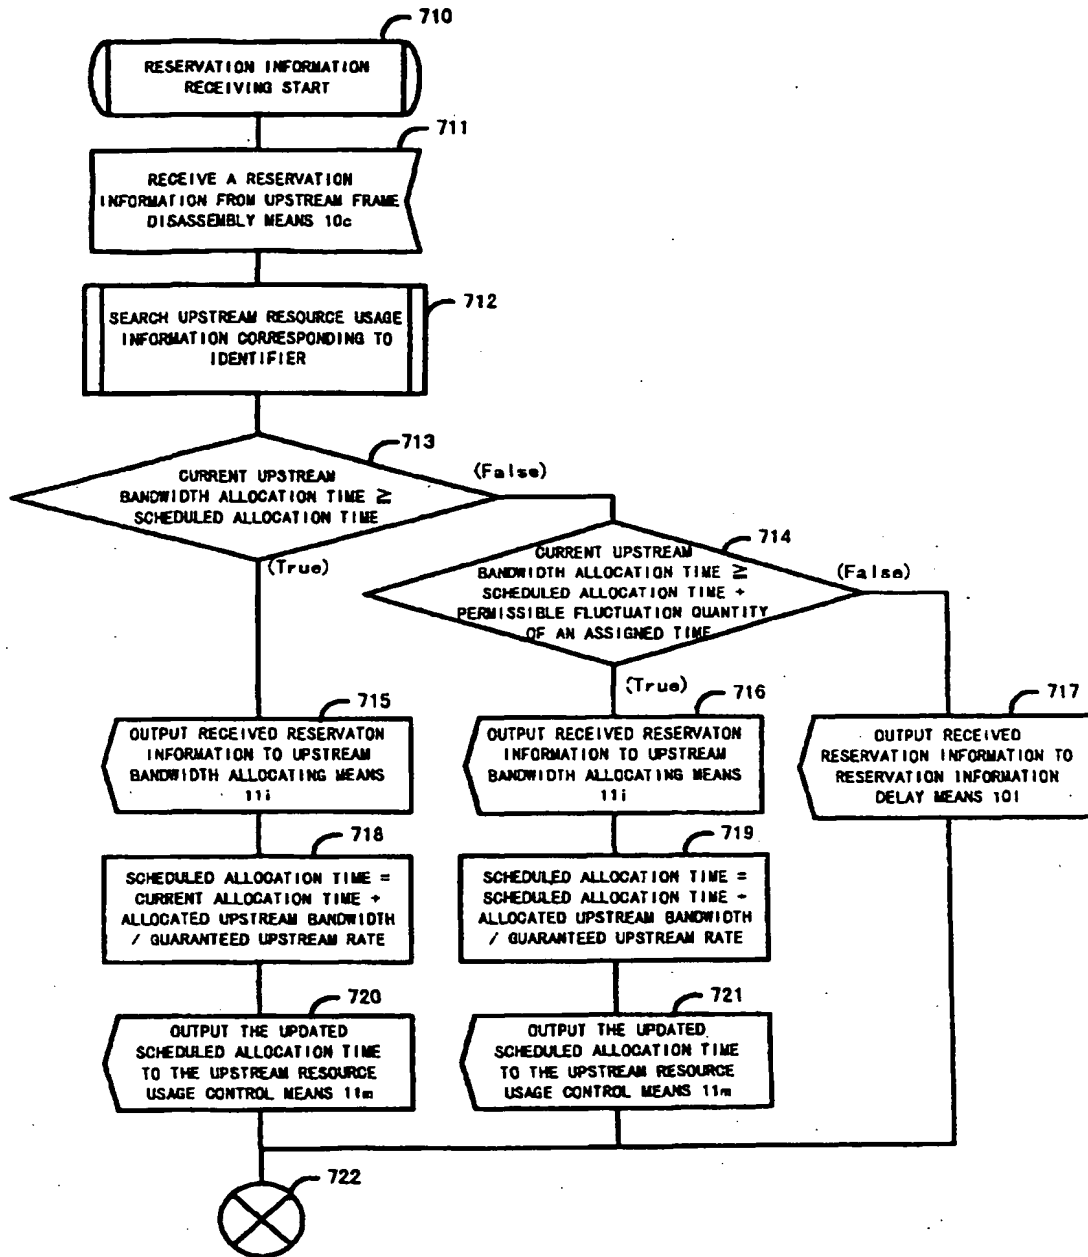 710
RESERVATION INFORMATION
RECEIVING START
711
RECEIVE A RESERVATION
INFORMATION FROM UPSTREAM FRAME
DISASSEMBLY MEANS 10c
712
SEARCH UPSTREAM RESOURCE USAGE
INFORMATION CORRESPONDING TO
IDENTIFIER
713
(False)
CURRENT UPSTREAM
BANDWIDTH ALLOCATION TIME ≥
SCHEDULED ALLOCATION TIME
(True)
714
(False)
CURRENT UPSTREAM
BANDWIDTH ALLOCATION TIME ≥
SCHEDULED ALLOCATION TIME -
PERMISSIBLE FLUCTUATION QUANTITY
OF AN ASSIGNED TIME
(True)
715
OUTPUT RECEIVED RESERVATON
INFORMATION TO UPSTREAM
BANDWIDTH ALLOCATING MEANS
11i
716
OUTPUT RECEIVED RESERVATON
INFORMATION TO UPSTREAM
BANDWIDTH ALLOCATING MEANS
11i
717
OUTPUT RECEIVED
RESERVATION INFORMATION TO
RESERVATION INFORMATION
DELAY MEANS 10l
718
SCHEDULED ALLOCATION TIME =
CURRENT ALLOCATION TIME +
ALLOCATED UPSTREAM BANDWIDTH
/ GUARANTEED UPSTREAM RATE
719
SCHEDULED ALLOCATION TIME =
SCHEDULED ALLOCATION TIME -
ALLOCATED UPSTREAM BANDWIDTH
/ GUARANTEED UPSTREAM RATE
720
OUTPUT THE UPDATED
SCHEDULED ALLOCATION TIME
TO THE UPSTREAM RESOURCE
USAGE CONTROL MEANS 11m
721
OUTPUT THE UPDATED
SCHEDULED ALLOCATION TIME
TO THE UPSTREAM RESOURCE
USAGE CONTROL MEANS 11m
722